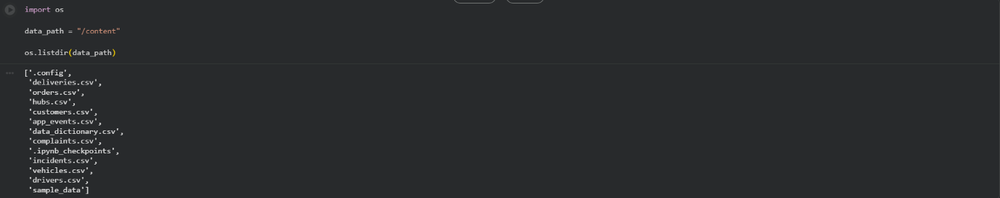 import os
data_path = "/content"
os.listdir(data_path)
['.config',
'deliveries.csv',
'orders.csv',
'hubs.csv',
'customers.csv',
'app_events.csv',
'data_dictionary.csv',
'complaints.csv',
'.ipynb_checkpoints',
'incidents.csv',
'vehicles.csv',
'drivers.csv',
'sample_data']